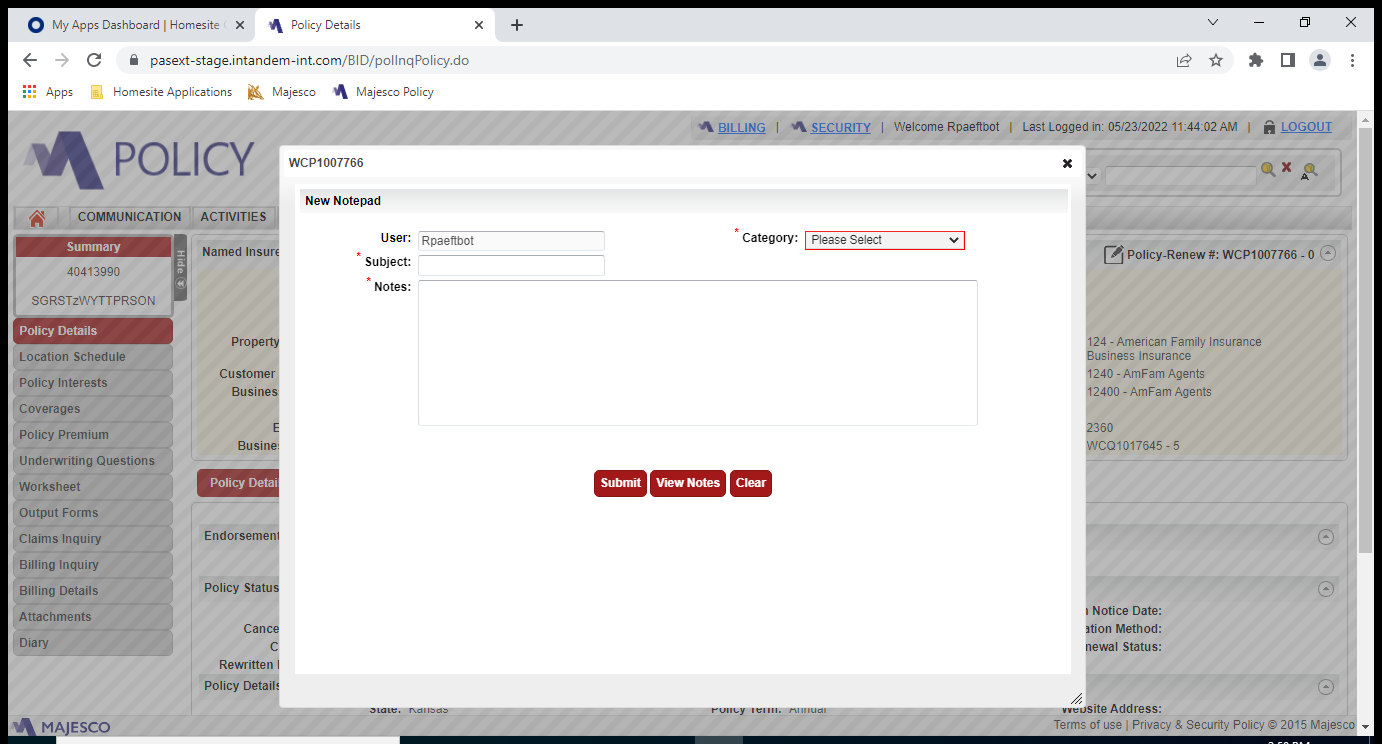 My Apps Dashboard | Homesite
Policy Details
pasext-stage.intandem-int.com/BID/polInqPolicy.do
Apps Homesite Applications Majesco Majesco Policy
POLICY
BILLING | SECURITY | Welcome Rpaeftbot | Last Logged in: 05/23/2022 11:44:02 AM | LOGOUT
COMMUNICATION ACTIVITIES
Summary
40413990
SGRSTzWYTTPRSON
Hide
Policy Details
Location Schedule
Policy Interests
Coverages
Policy Premium
Underwriting Questions
Worksheet
Output Forms
Claims Inquiry
Billing Inquiry
Billing Details
Attachments
Diary
Named Insure
Policy-Renew #: WCP1007766 - 0
Property
124 - American Family Insurance
Business Insurance
Customer
1240 - AmFam Agents
Busines
12400 - AmFam Agents
E
2360
Busine
WCQ1017645 - 5
Policy Detai
Endorsement
Policy Status
n Notice Date:
Cance
ation Method:
C
newal Status:
Rewritten
Policy Details
State: Kansas
Policy Term: Annual
Website Address:
WCP1007766
New Notepad
User: Rpaeftbot
* Category: Please Select
* Subject:
* Notes:
Submit View Notes Clear
MAJESCO
Terms of use | Privacy & Security Policy © 2015 Majesco